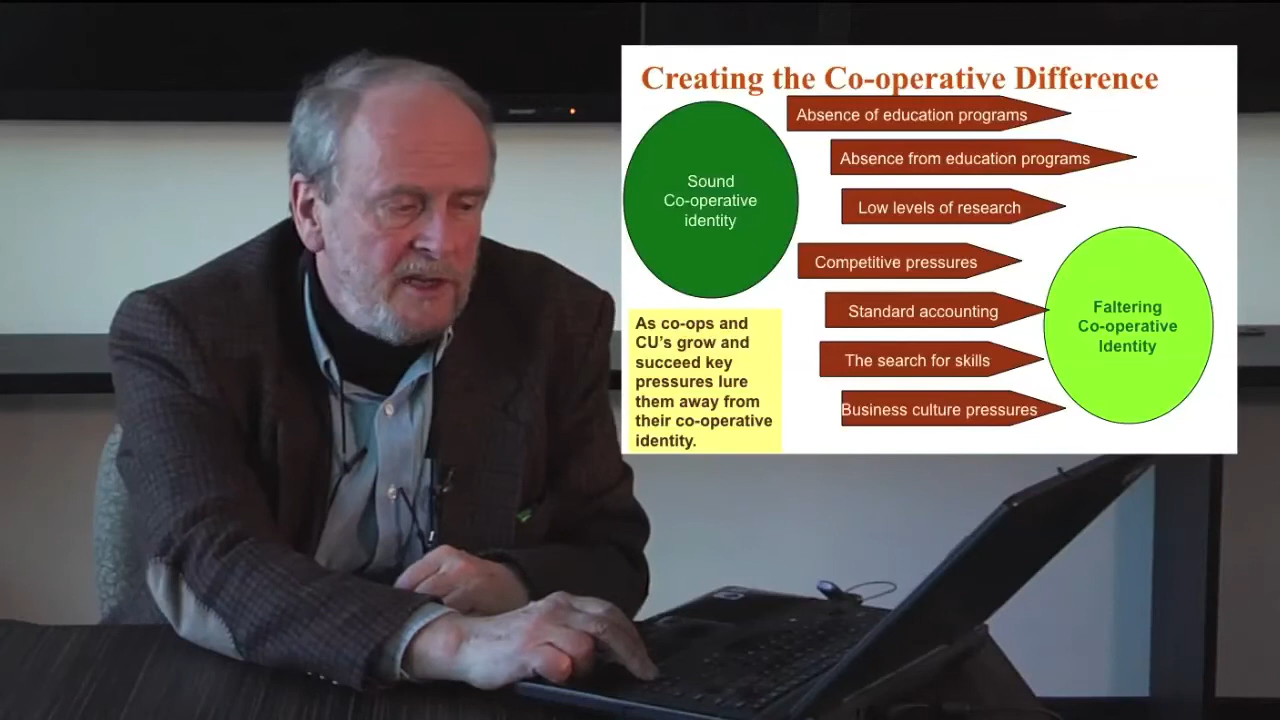 Creating the Co-operative Difference
Absence of education programs
Absence from education programs
Sound
Co-operative
identity
Low levels of research
Competitive pressures
Standard accounting
The search for skills
Business culture pressures
Faltering
Co-operative
Identity
As co-ops and
CU's grow and
succeed key
pressures lure
them away from
their co-operative
identity.